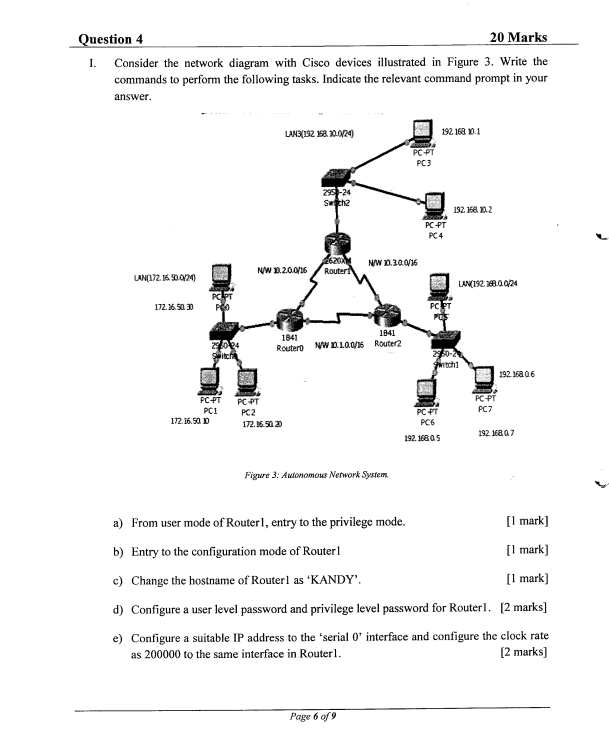 Question 4 20 Marks
I. Consider the network diagram with Cisco devices illustrated in Figure 3. Write the
commands to perform the following tasks. Indicate the relevant command prompt in your
answer.
LAN3(192.168.10.0/24)
192.168.10.1
PC-PT
PC3
2950-24
Switch2
192.168.10.2
PC-PT
PC4
2620XM
Router1
N/W 10.2.0.0/16
N/W 10.3.0.0/16
LAN(172.16.50.0/24)
LAN(192.168.0.0/24
PC-PT
PC0
172.16.50.30
PC-PT
PC5
1841
Router0
N/W 10.1.0.0/16
1841
Router2
2950-24
2950-24
Switch1
192.168.0.6
PC-PT
PC1
172.16.50.10
PC-PT
PC2
172.16.50.20
PC-PT
PC6
192.168.0.5
PC-PT
PC7
192.168.0.7
Figure 3: Autonomous Network System.
a) From user mode of Router1, entry to the privilege mode. [1 mark]
b) Entry to the configuration mode of Router1 [1 mark]
c) Change the hostname of Router1 as ‘KANDY’. [1 mark]
d) Configure a user level password and privilege level password for Router1. [2 marks]
e) Configure a suitable IP address to the ‘serial 0’ interface and configure the clock rate
as 200000 to the same interface in Router1. [2 marks]
Page 6 of 9